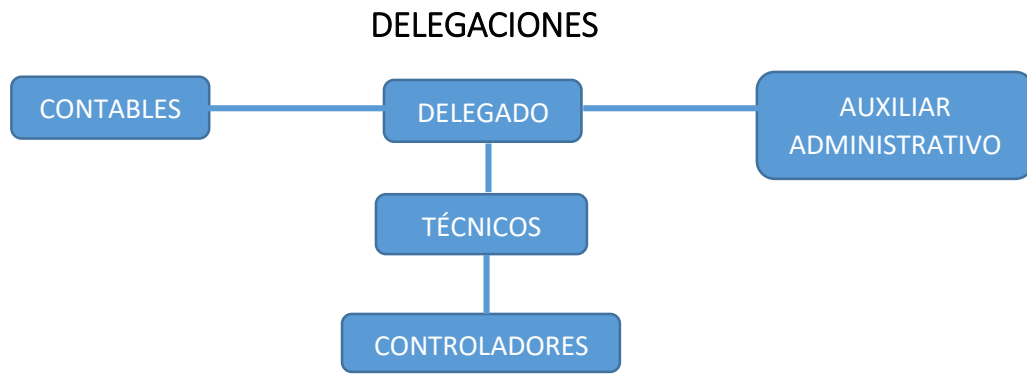 DELEGACIONES
CONTABLES
DELEGADO
AUXILIAR
ADMINISTRATIVO
TÉCNICOS
CONTROLADORES